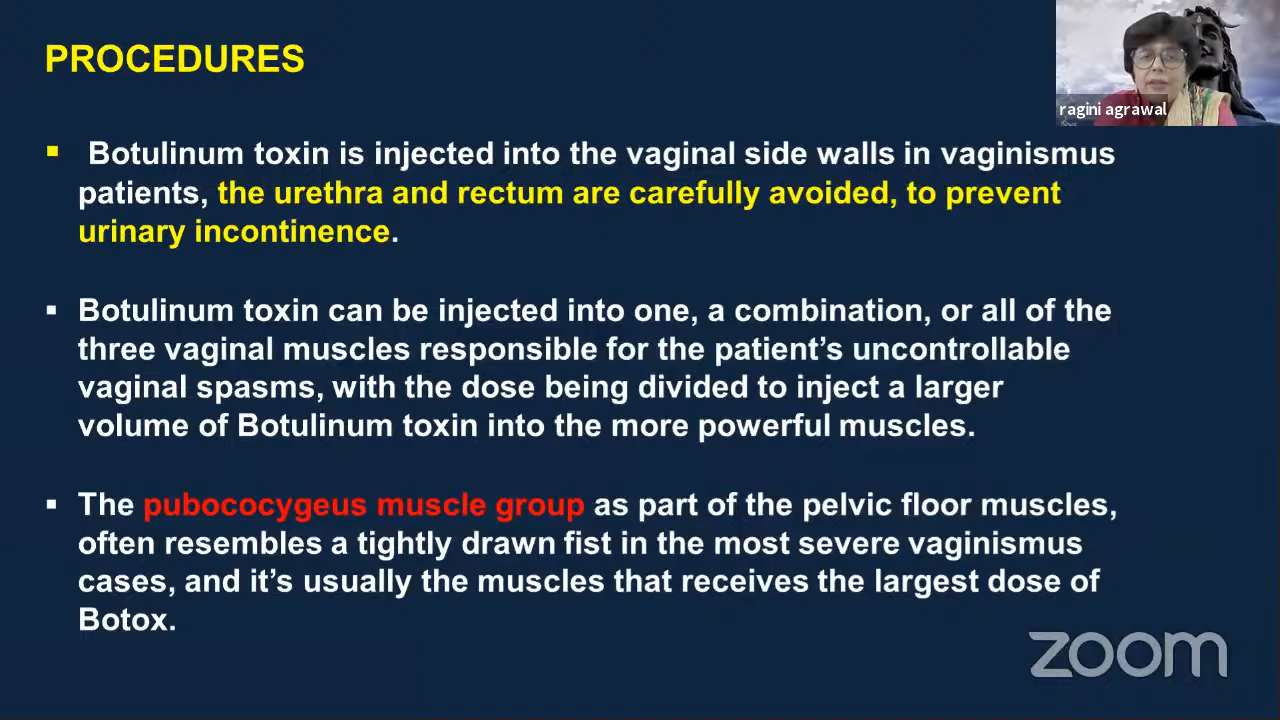 PROCEDURES
ragini agrawal
▪ Botulinum toxin is injected into the vaginal side walls in vaginismus
patients, the urethra and rectum are carefully avoided, to prevent
urinary incontinence.
▪ Botulinum toxin can be injected into one, a combination, or all of the
three vaginal muscles responsible for the patient’s uncontrollable
vaginal spasms, with the dose being divided to inject a larger
volume of Botulinum toxin into the more powerful muscles.
▪ The pubococygeus muscle group as part of the pelvic floor muscles,
often resembles a tightly drawn fist in the most severe vaginismus
cases, and it’s usually the muscles that receives the largest dose of
Botox.
zoom